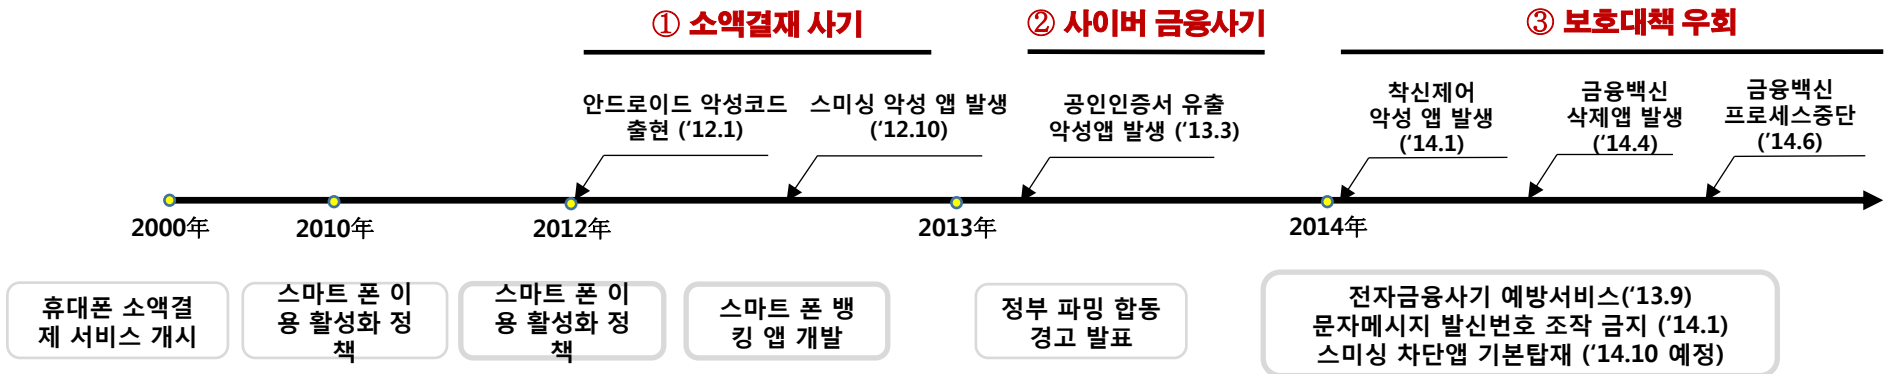 ① 소액결재 사기
② 사이버 금융사기
③ 보호대책 우회
안드로이드 악성코드
출현 (‘12.1)
스미싱 악성 앱 발생
(‘12.10)
공인인증서 유출
악성앱 발생 (‘13.3)
착신제어
악성 앱 발생
(‘14.1)
금융백신
삭제앱 발생
(‘14.4)
금융백신
프로세스중단
(‘14.6)
2000年
2010年
2012年
2013年
2014年
휴대폰 소액결
제 서비스 개시
스마트 폰 이
용 활성화 정
책
스마트 폰 이
용 활성화 정
책
스마트 폰 뱅
킹 앱 개발
정부 파밍 합동
경고 발표
전자금융사기 예방서비스(‘13.9)
문자메시지 발신번호 조작 금지 (‘14.1)
스미싱 차단앱 기본탑재 (‘14.10 예정)